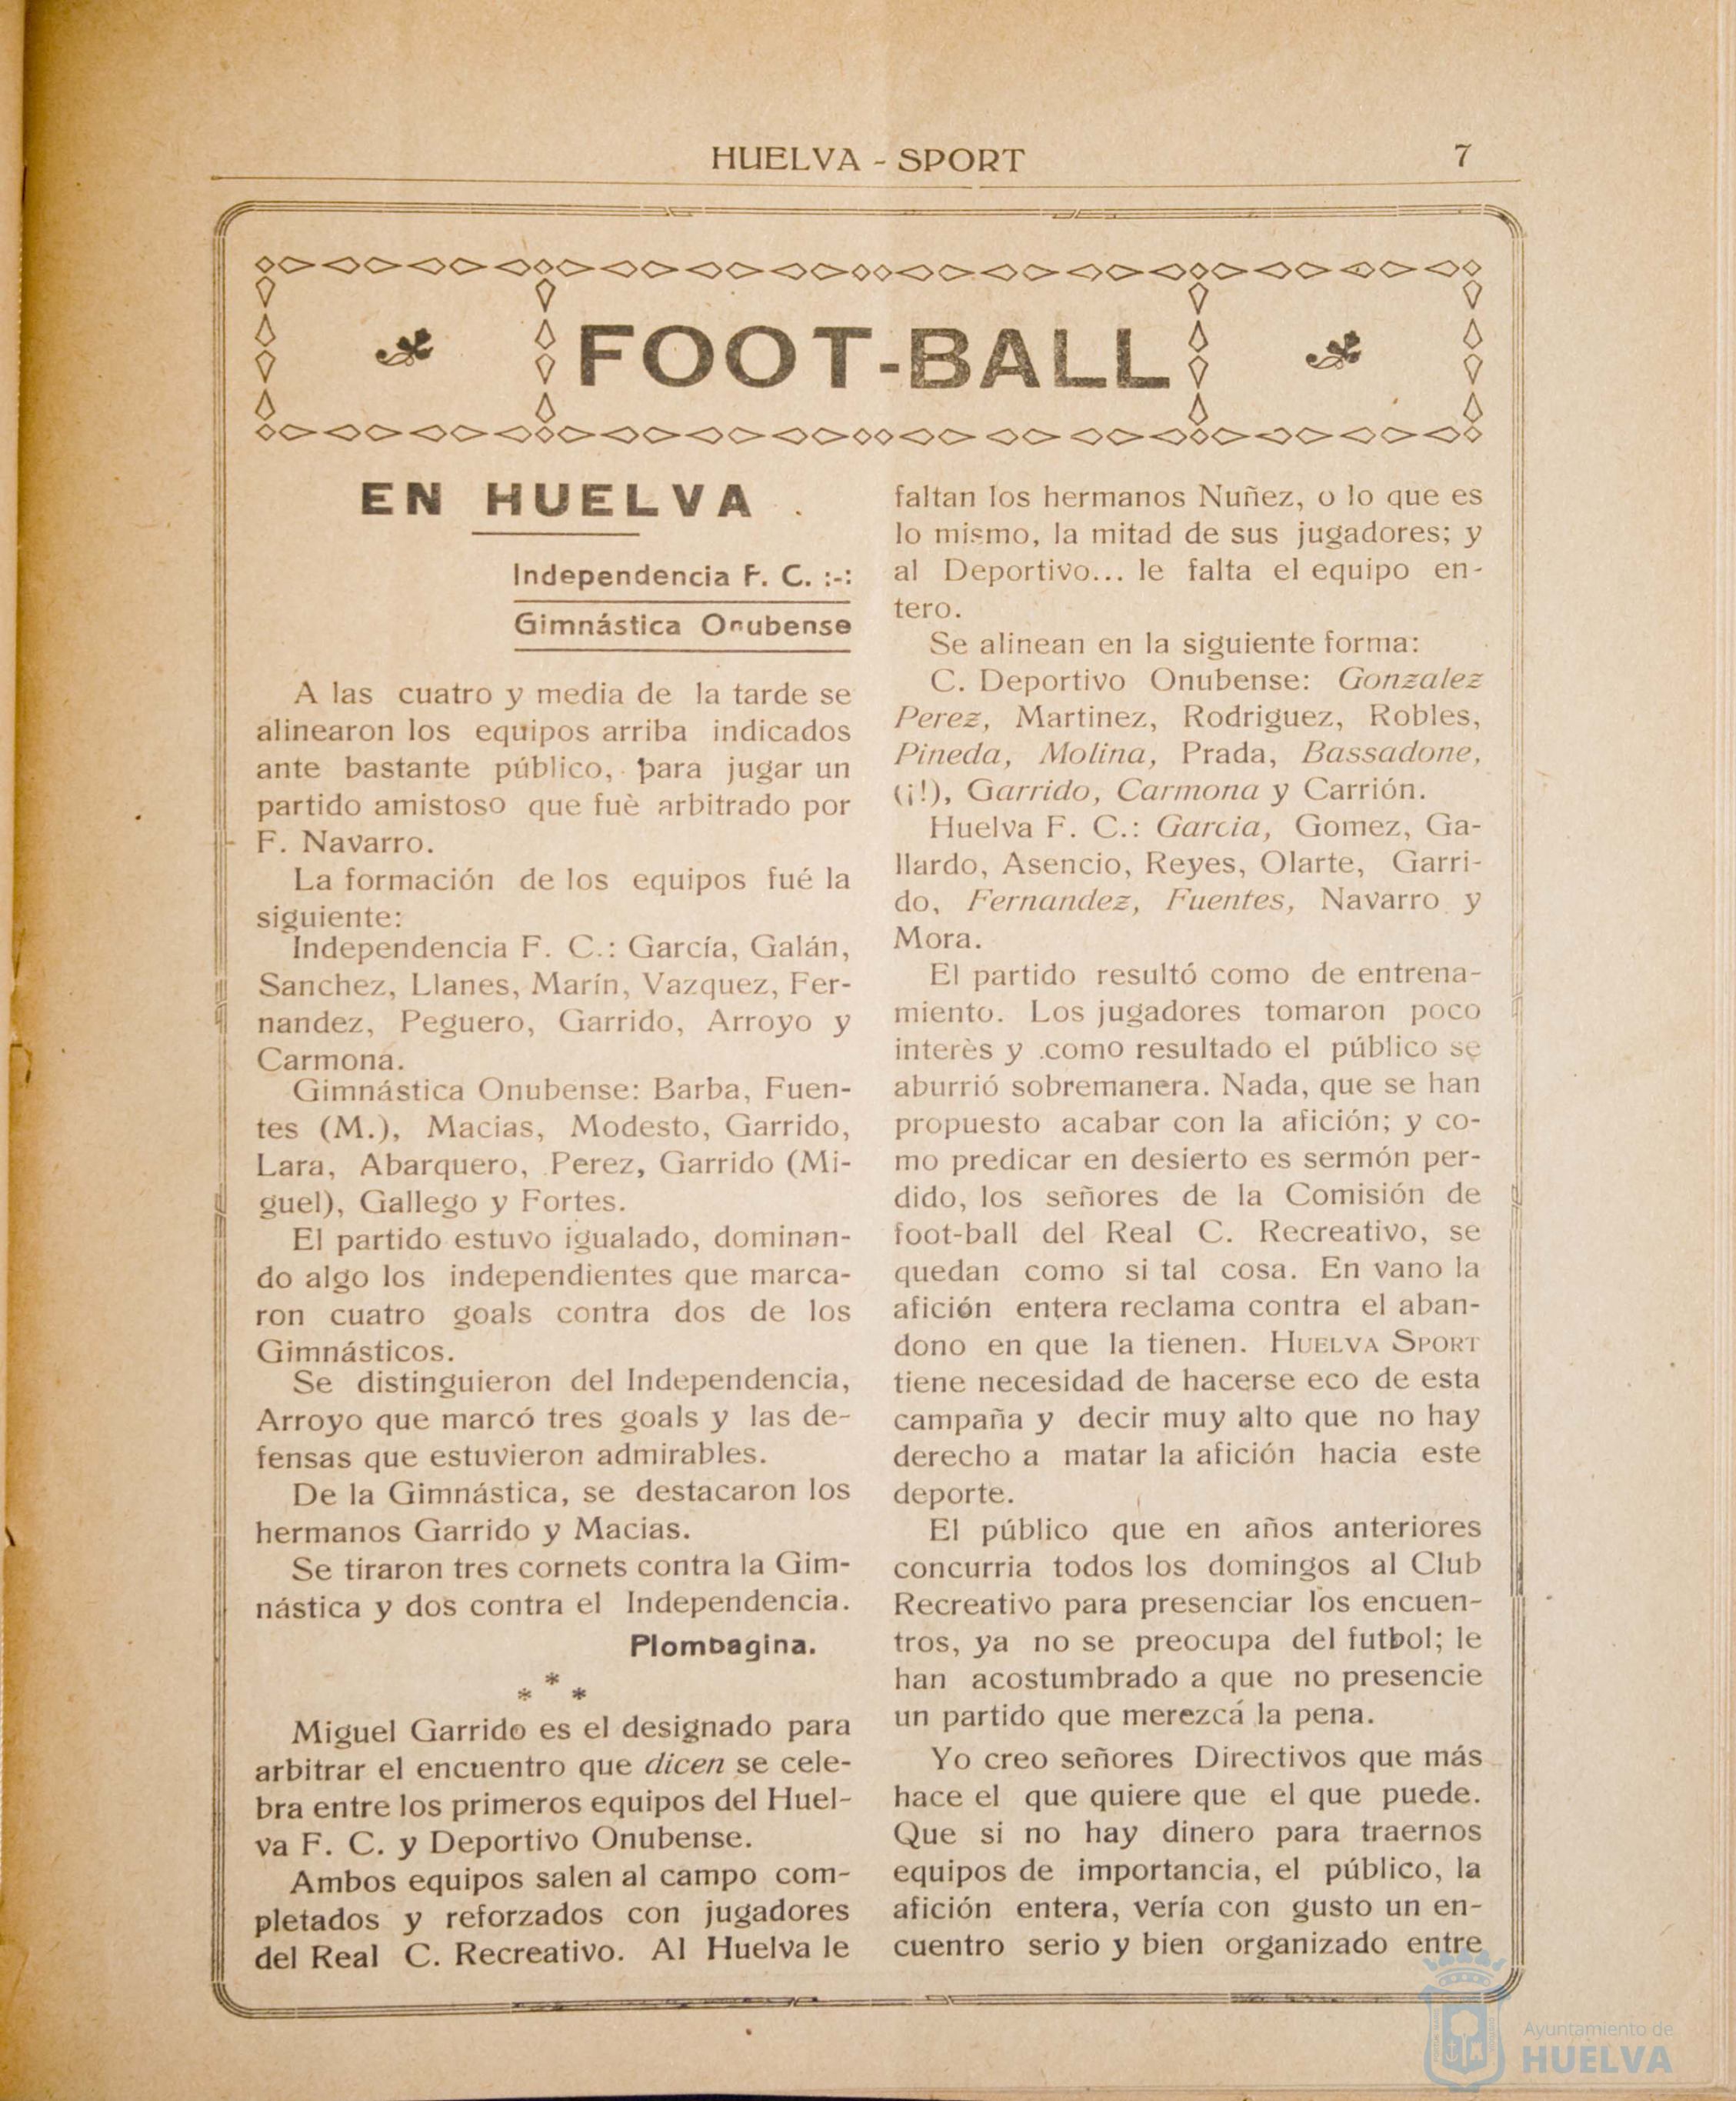 HUELVA - SPORT 7
FOOT-BALL
EN HUELVA
Independencia F. C. :-:
Gimnástica Onubense
A las cuatro y media de la tarde se
alinearon los equipos arriba indicados
ante bastante público, para jugar un
partido amistoso que fuè arbitrado por
F. Navarro.
La formación de los equipos fué la
siguiente:
Independencia F. C.: García, Galán,
Sanchez, Llanes, Marín, Vazquez, Fer-
nandez, Peguero, Garrido, Arroyo y
Carmona.
Gimnástica Onubense: Barba, Fuen-
tes (M.), Macias, Modesto, Garrido,
Lara, Abarquero, Perez, Garrido (Mi-
guel), Gallego y Fortes.
El partido estuvo igualado, dominan-
do algo los independientes que marca-
ron cuatro goals contra dos de los
Gimnásticos.
Se distinguieron del Independencia,
Arroyo que marcó tres goals y las de-
fensas que estuvieron admirables.
De la Gimnástica, se destacaron los
hermanos Garrido y Macias.
Se tiraron tres cornets contra la Gim-
nástica y dos contra el Independencia.
Plombagina.
* * *
Miguel Garrido es el designado para
arbitrar el encuentro que dicen se cele-
bra entre los primeros equipos del Huel-
va F. C. y Deportivo Onubense.
Ambos equipos salen al campo com-
pletados y reforzados con jugadores
del Real C. Recreativo. Al Huelva le
faltan los hermanos Nuñez, o lo que es
lo mismo, la mitad de sus jugadores; y
al Deportivo... le falta el equipo en-
tero.
Se alinean en la siguiente forma:
C. Deportivo Onubense: Gonzalez
Perez, Martinez, Rodriguez, Robles,
Pineda, Molina, Prada, Bassadone,
(¡!), Garrido, Carmona y Carrión.
Huelva F. C.: Garcia, Gomez, Ga-
llardo, Asencio, Reyes, Olarte, Garri-
do, Fernandez, Fuentes, Navarro y
Mora.
El partido resultó como de entrena-
miento. Los jugadores tomaron poco
interès y como resultado el público se
aburrió sobremanera. Nada, que se han
propuesto acabar con la afición; y co-
mo predicar en desierto es sermón per-
dido, los señores de la Comisión de
foot-ball del Real C. Recreativo, se
quedan como si tal cosa. En vano la
afición entera reclama contra el aban-
dono en que la tienen. HUELVA SPORT
tiene necesidad de hacerse eco de esta
campaña y decir muy alto que no hay
derecho a matar la afición hacia este
deporte.
El público que en años anteriores
concurria todos los domingos al Club
Recreativo para presenciar los encuen-
tros, ya no se preocupa del futbol; le
han acostumbrado a que no presencie
un partido que merezcá la pena.
Yo creo señores Directivos que más
hace el que quiere que el que puede.
Que si no hay dinero para traernos
equipos de importancia, el público, la
afición entera, vería con gusto un en-
cuentro serio y bien organizado entre
Ayuntamiento de
HUELVA